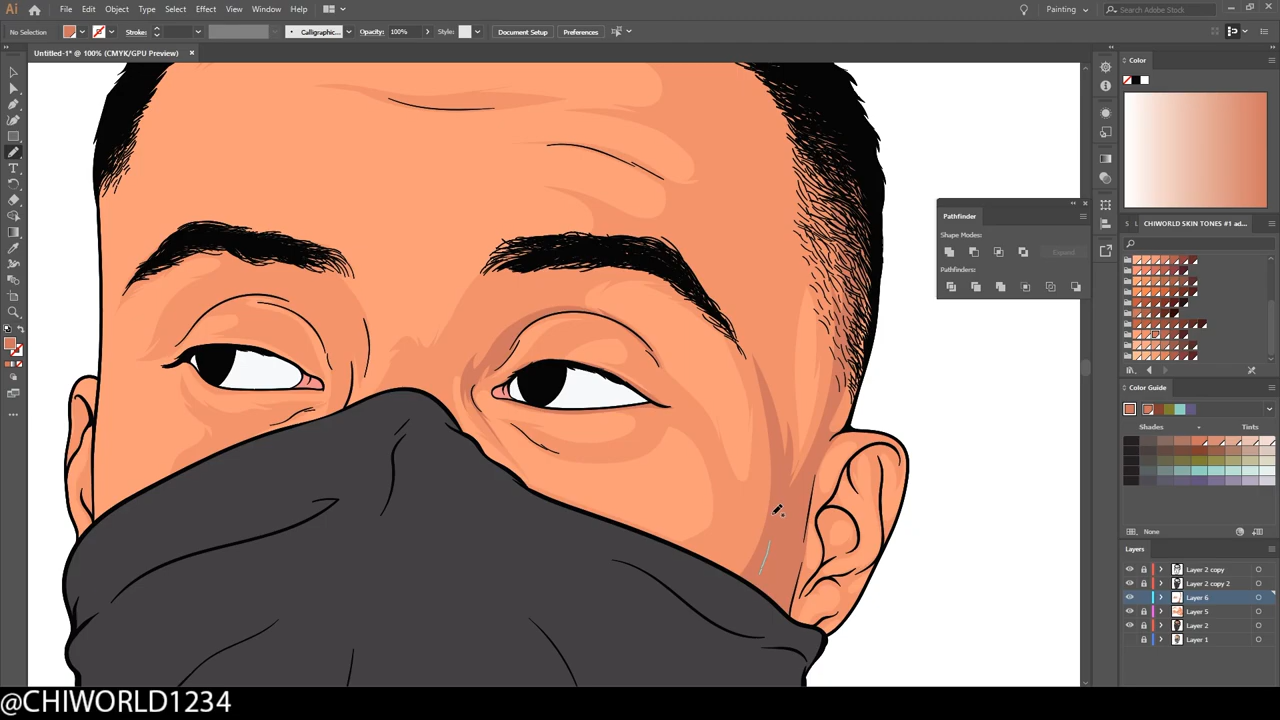 Ai
File Edit Object Type Select Effect View Window Help
Painting
Search Adobe Stock
No Selection
Stroke:
Calligraphic...
Opacity: 100%
Style:
Document Setup
Preferences
Untitled-1* @ 100% (CMYK/GPU Preview)
Color
Pathfinder
Shape Modes:
Expand
Pathfinders:
S L CHIWORLD SKIN TONES #1 ad...
Color Guide
Shades
Tints
None
Layers
Layer 2 copy
Layer 2 copy 2
Layer 6
Layer 5
Layer 2
Layer 1
@CHIWORLD1234